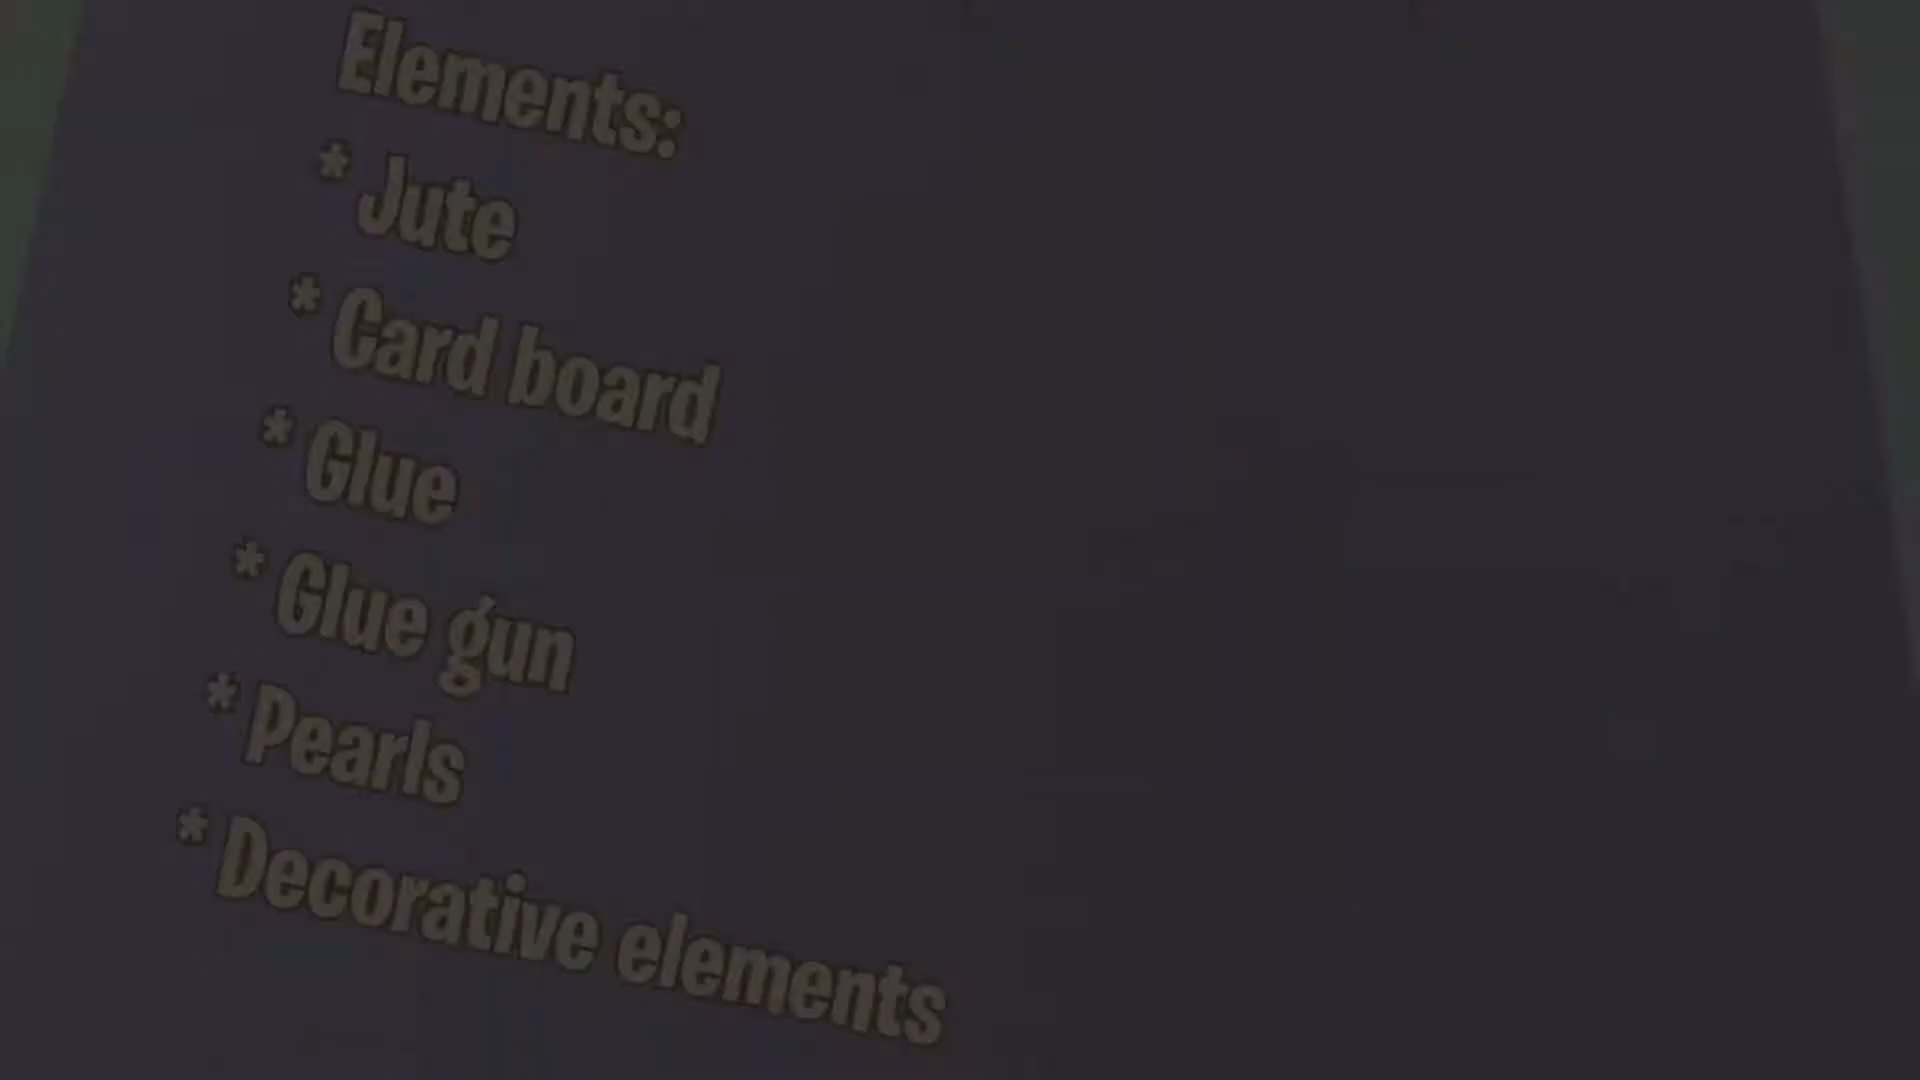 Elements:
* Jute
* Card board
* Glue
* Glue gun
* Pearls
* Decorative elements